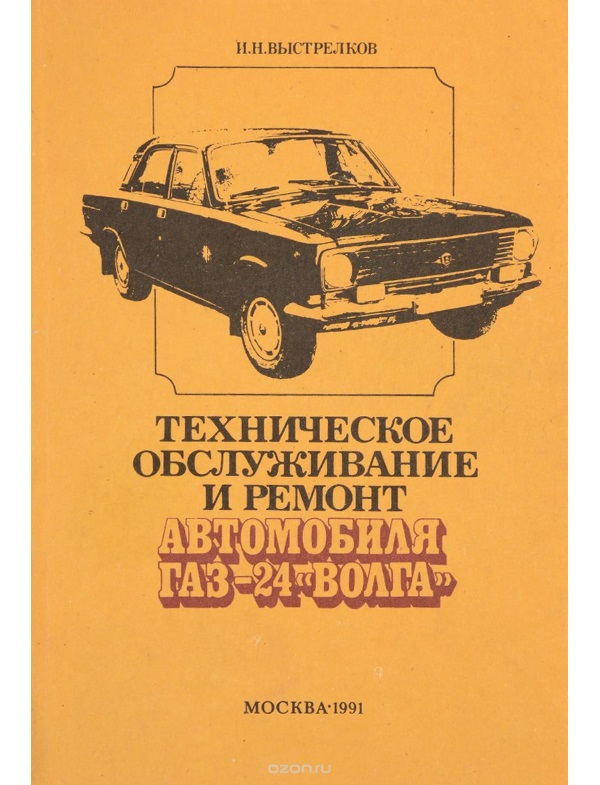 И.Н.ВЫСТРЕЛКОВ
ТЕХНИЧЕСКОЕ
ОБСЛУЖИВАНИЕ
И РЕМОНТ
АВТОМОБИЛЯ
ГАЗ-24«ВОЛГА»
МОСКВА·1991
ozon.ru